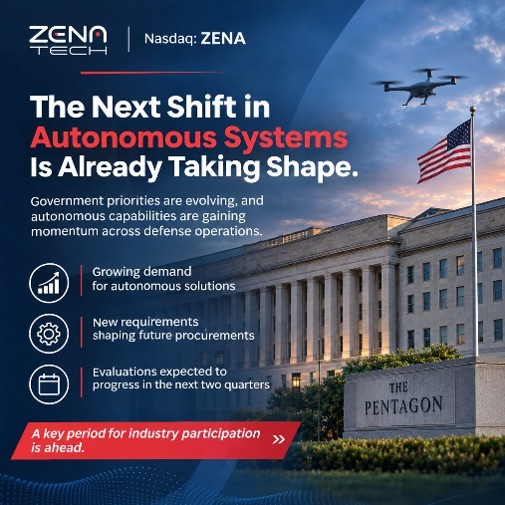 ZENA
TECH
Nasdaq: ZENA
The Next Shift in
Autonomous Systems
Is Already Taking Shape.
Government priorities are evolving, and
autonomous capabilities are gaining
momentum across defense operations.
Growing demand
for autonomous solutions
New requirements
shaping future procurements
Evaluations expected to
progress in the next two quarters
A key period for industry participation
is ahead.
THE
PENTAGON